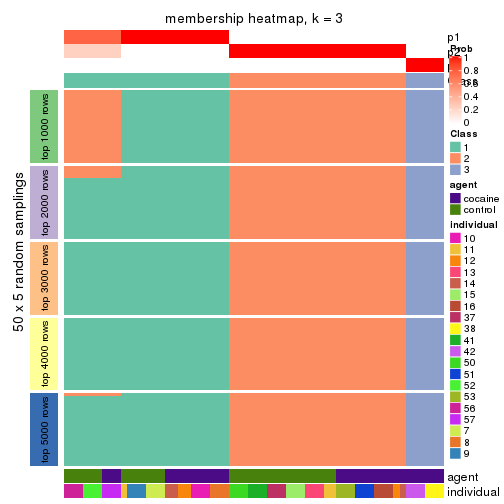 membership heatmap, k = 3
p1
p2
Prob
1
0.8
0.6
0.4
0.2
0
Class
1
2
3
agent
cocaine
control
individual
10
11
12
13
14
15
16
37
38
41
42
50
51
52
53
56
57
7
8
9
50 x 5 random samplings
top 1000 rows
top 2000 rows
top 3000 rows
top 4000 rows
top 5000 rows
agent
individual